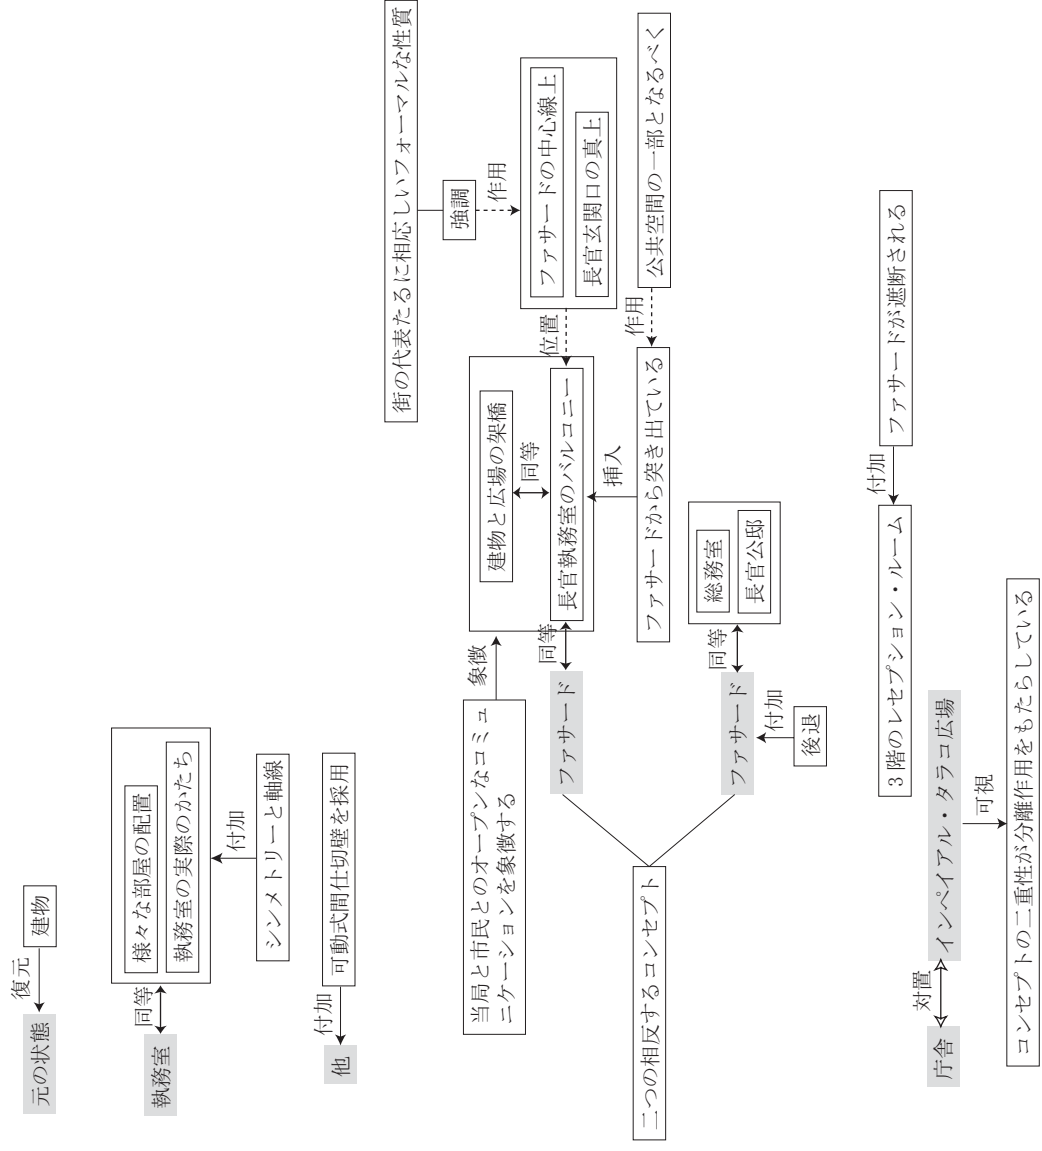 元の状態
復元
建物
執務室
同等
様々な部屋の配置
執務室の実際のかたち
付加
シンメトリーと軸線
他
付加
可動式間仕切壁を採用
街の代表たるに相応しいフォーマルな性質
強調
作用
ファサードの中心線上
長官玄関口の真上
位置
当局と市民とのオープンなコミュ
ニケーションを象徴する
象徴
建物と広場の架橋
同等
長官執務室のバルコニー
ファサード
同等
挿入
ファサードから突き出ている
作用
公共空間の一部となるべく
二つの相反するコンセプト
ファサード
同等
総務室
長官公邸
付加
後退
3階のレセプション・ルーム
付加
ファサードが遮断される
庁舎
対置
インペイアル・タラコ広場
可視
コンセプトの二重性が分離作用をもたらしている